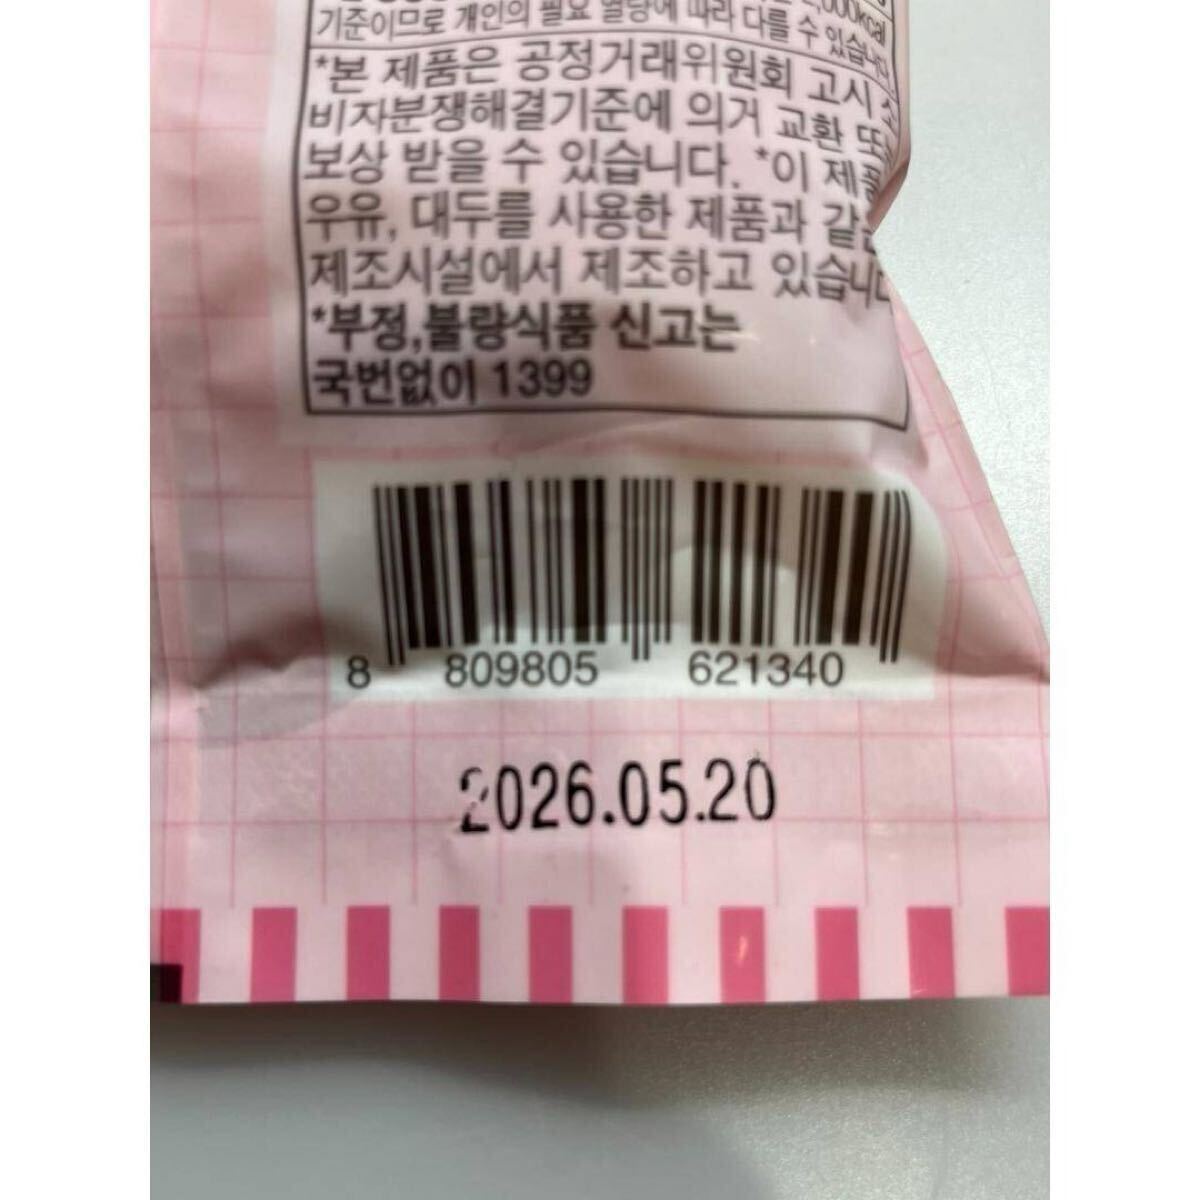 기준이므로 개인의 필요 열량에 따라 다를 수 있습니다.
*본 제품은 공정거래위원회 고시 소
비자분쟁해결기준에 의거 교환
보상 받을 수 있습니다. *이 제품
우유, 대두를 사용한 제품과 같은
제조시설에서 제조하고 있습니다
*부정,불량식품 신고는
국번없이 1399
8 809805 621340
2026.05.20